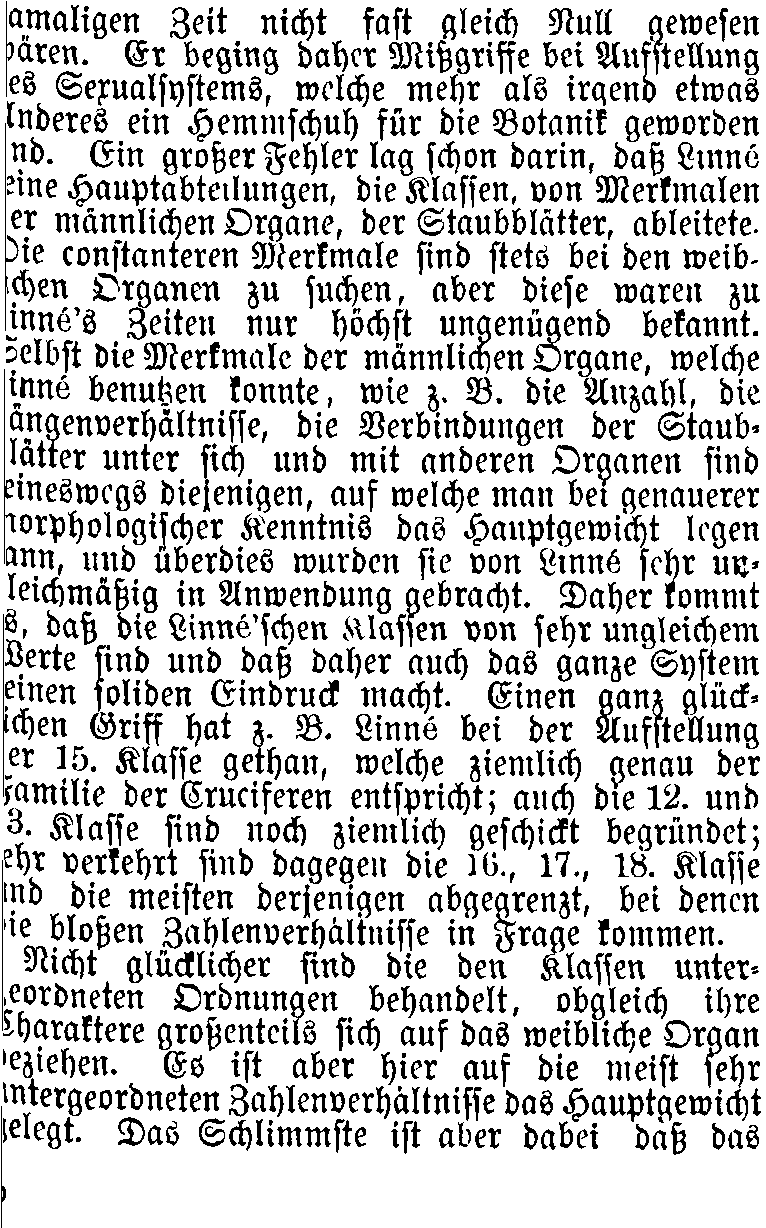 amaligen Zeit nicht fast gleich Null gewesen
ären. Er beging daher Mißgriffe bei Aufstellung
es Sexualsystems, welche mehr als irgend etwas
Anderes ein Hemmschuh für die Botanik geworden
nd. Ein großer Fehler lag schon darin, daß Linné
eine Hauptabteilungen, die Klassen, von Merkmalen
er männlichen Organe, der Staubblätter, ableitete.
Die constanteren Merkmale sind stets bei den weib-
chen Organen zu suchen, aber diese waren zu
inné's Zeiten nur höchst ungenügend bekannt.
Selbst die Merkmale der männlichen Organe, welche
inné benutzen konnte, wie z. B. die Anzahl, die
ängenverhältnisse, die Verbindungen der Staub-
lätter unter sich und mit anderen Organen sind
eineswegs diejenigen, auf welche man bei genauerer
norphologischer Kenntnis das Hauptgewicht legen
ann, und überdies wurden sie von Linné sehr un-
leichmäßig in Anwendung gebracht. Daher kommt
s, daß die Linné'schen Klassen von sehr ungleichem
Werte sind und daß daher auch das ganze System
einen soliden Eindruck macht. Einen ganz glück-
ichen Griff hat z. B. Linné bei der Aufstellung
er 15. Klasse gethan, welche ziemlich genau der
Familie der Cruciferen entspricht; auch die 12. und
3. Klasse sind noch ziemlich geschickt begründet;
ehr verkehrt sind dagegen die 16., 17., 18. Klasse
und die meisten derjenigen abgegrenzt, bei denen
ie bloßen Zahlenverhältnisse in Frage kommen.
Nicht glücklicher sind die den Klassen unter-
eordneten Ordnungen behandelt, obgleich ihre
Charaktere großenteils sich auf das weibliche Organ
beziehen. Es ist aber hier auf die meist sehr
untergeordneten Zahlenverhältnisse das Hauptgewicht
gelegt. Das Schlimmste ist aber dabei daß das